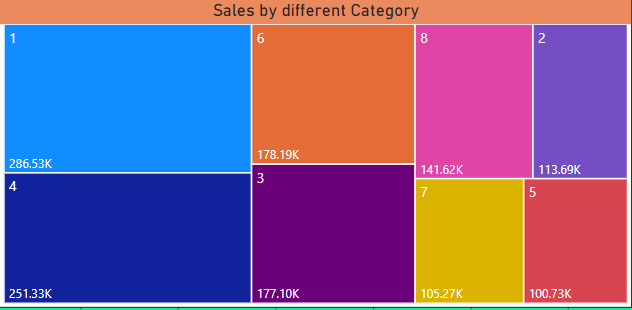 Sales by different Category
1
286.53K
4
251.33K
6
178.19K
3
177.10K
8
141.62K
2
113.69K
7
105.27K
5
100.73K